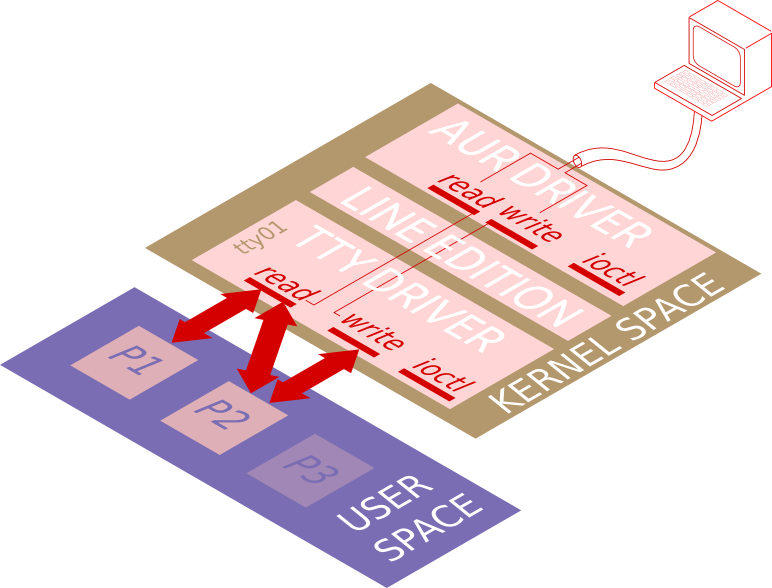 AUR DRIVER
read
write
ioctl
LINE EDITION
tty01
TTY DRIVER
read
write
ioctl
KERNEL SPACE
P1
P2
P3
USER
SPACE